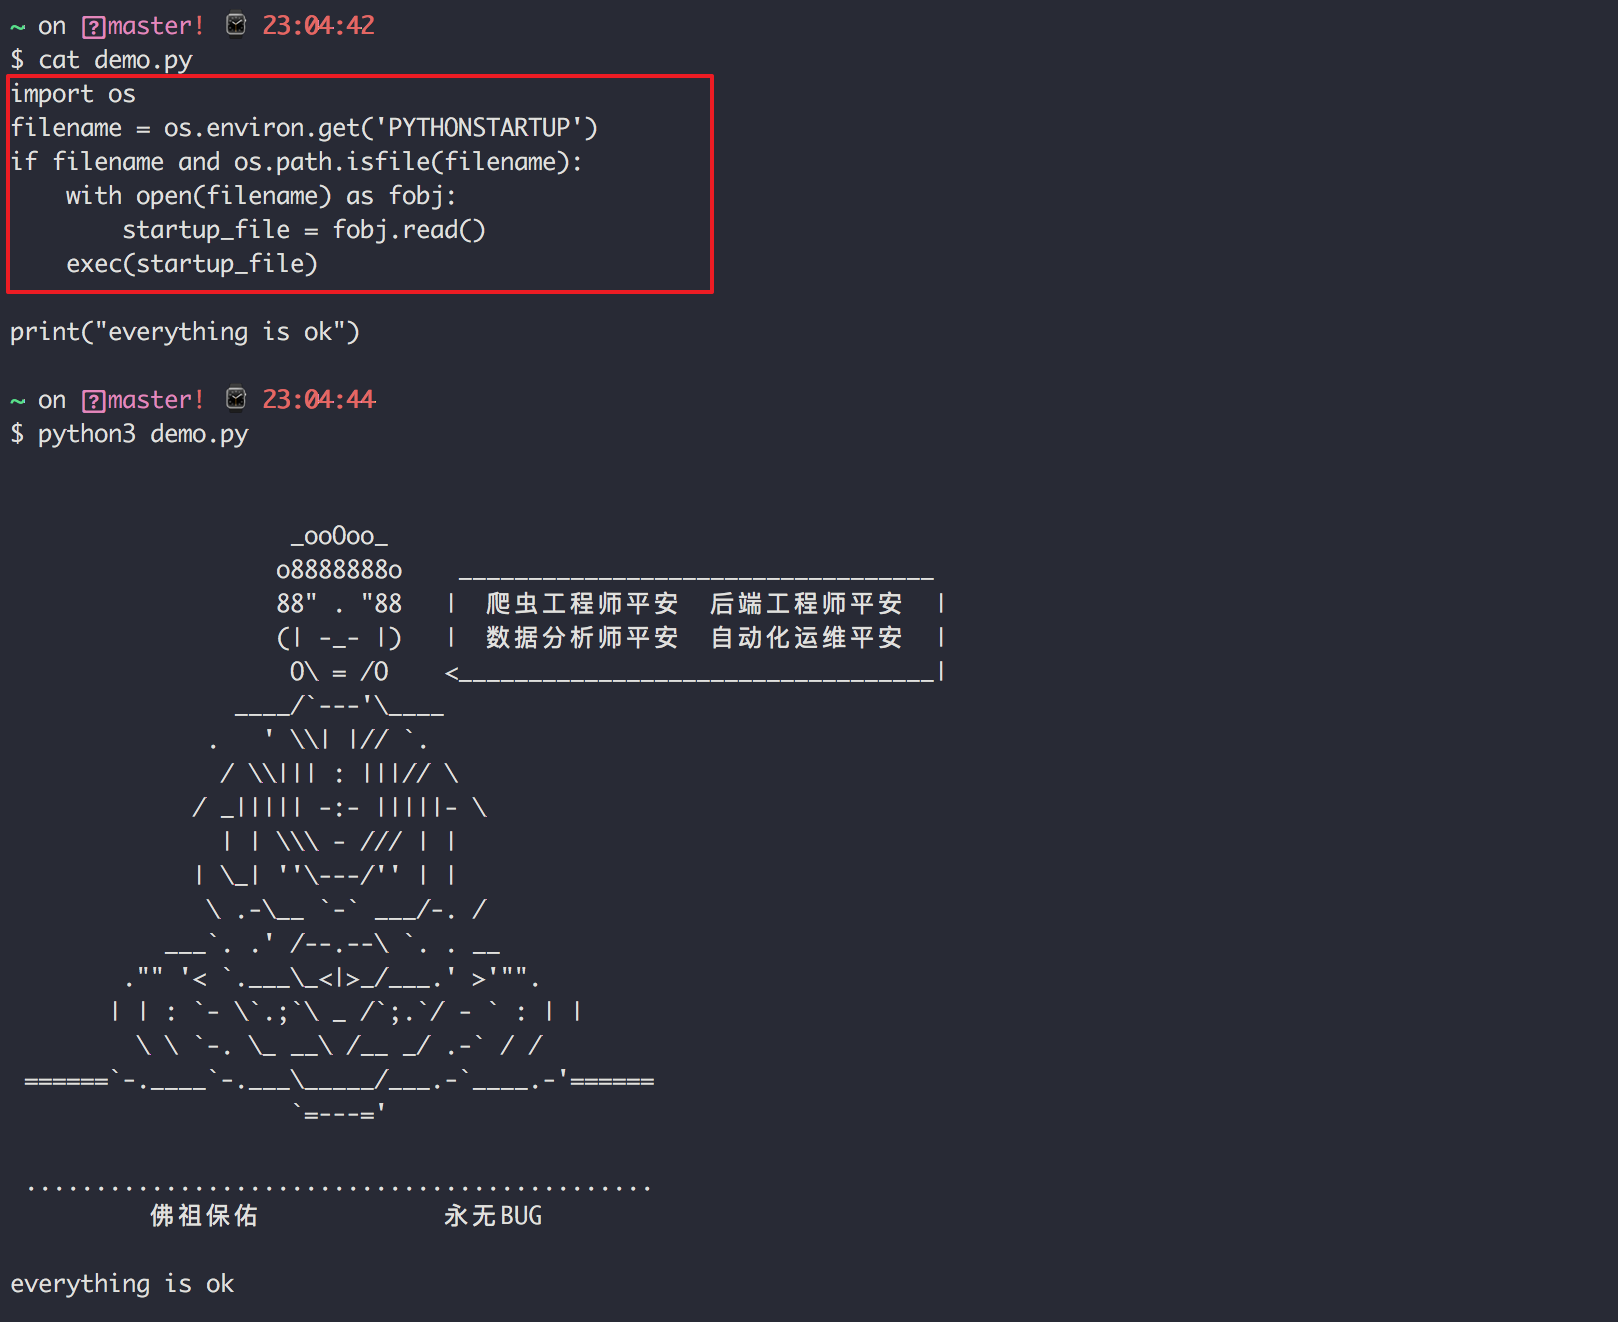 ~ on master! ⌚ 23:04:42
$ cat demo.py
import os
filename = os.environ.get('PYTHONSTARTUP')
if filename and os.path.isfile(filename):
    with open(filename) as fobj:
        startup_file = fobj.read()
    exec(startup_file)

print("everything is ok")

~ on master! ⌚ 23:04:44
$ python3 demo.py

                    _ooOoo_
                   o8888888o    __________________________________
                   88" . "88   |  爬虫工程师平安  后端工程师平安  |
                   (| -_- |)   |  数据分析师平安  自动化运维平安  |
                    O\ = /O    <__________________________________|
                ____/`---'\____
              .   ' \\| |// `.
               / \\||| : |||// \
             / _||||| -:- |||||- \
               | | \\\ - /// | |
             | \_| ''\---/'' | |
              \ .-\__ `-` ___/-. /
           ___`. .' /--.--\ `. . __
        ."" '< `.___\_<|>_/___.' >'"".
       | | : `- \`.;`\ _ /`;.`/ - ` : | |
         \ \ `-. \_ __\ /__ _/ .-` / /
 ======`-.____`-.___\_____/___.-`____.-'======
                    `=---='

 .............................................
          佛祖保佑             永无BUG

everything is ok